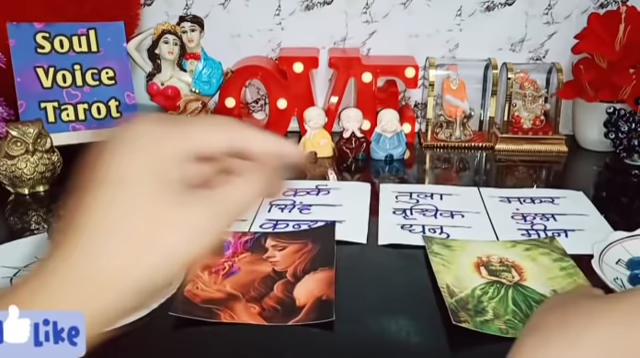 Soul
Voice
Tarot
LOVE
कर्क
सिंह
कन्या
तुला
वृश्चिक
धनु
मकर
कुंभ
मीन
Like